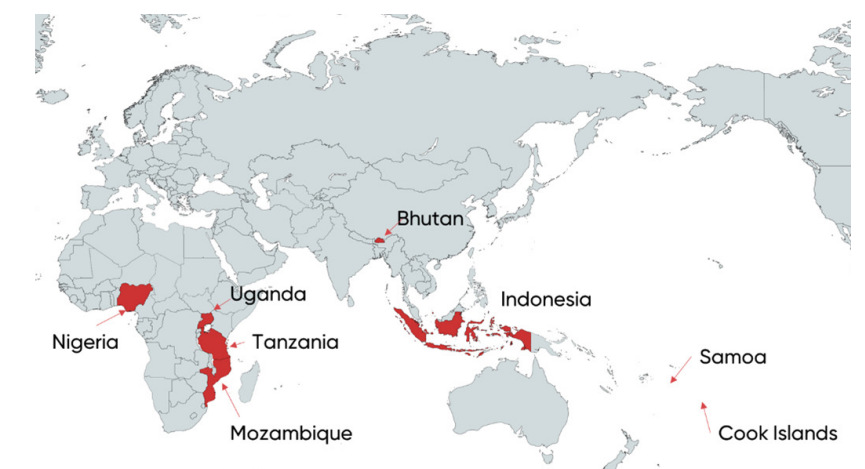 Bhutan
Uganda
Indonesia
Nigeria
Tanzania
Samoa
Mozambique
Cook Islands